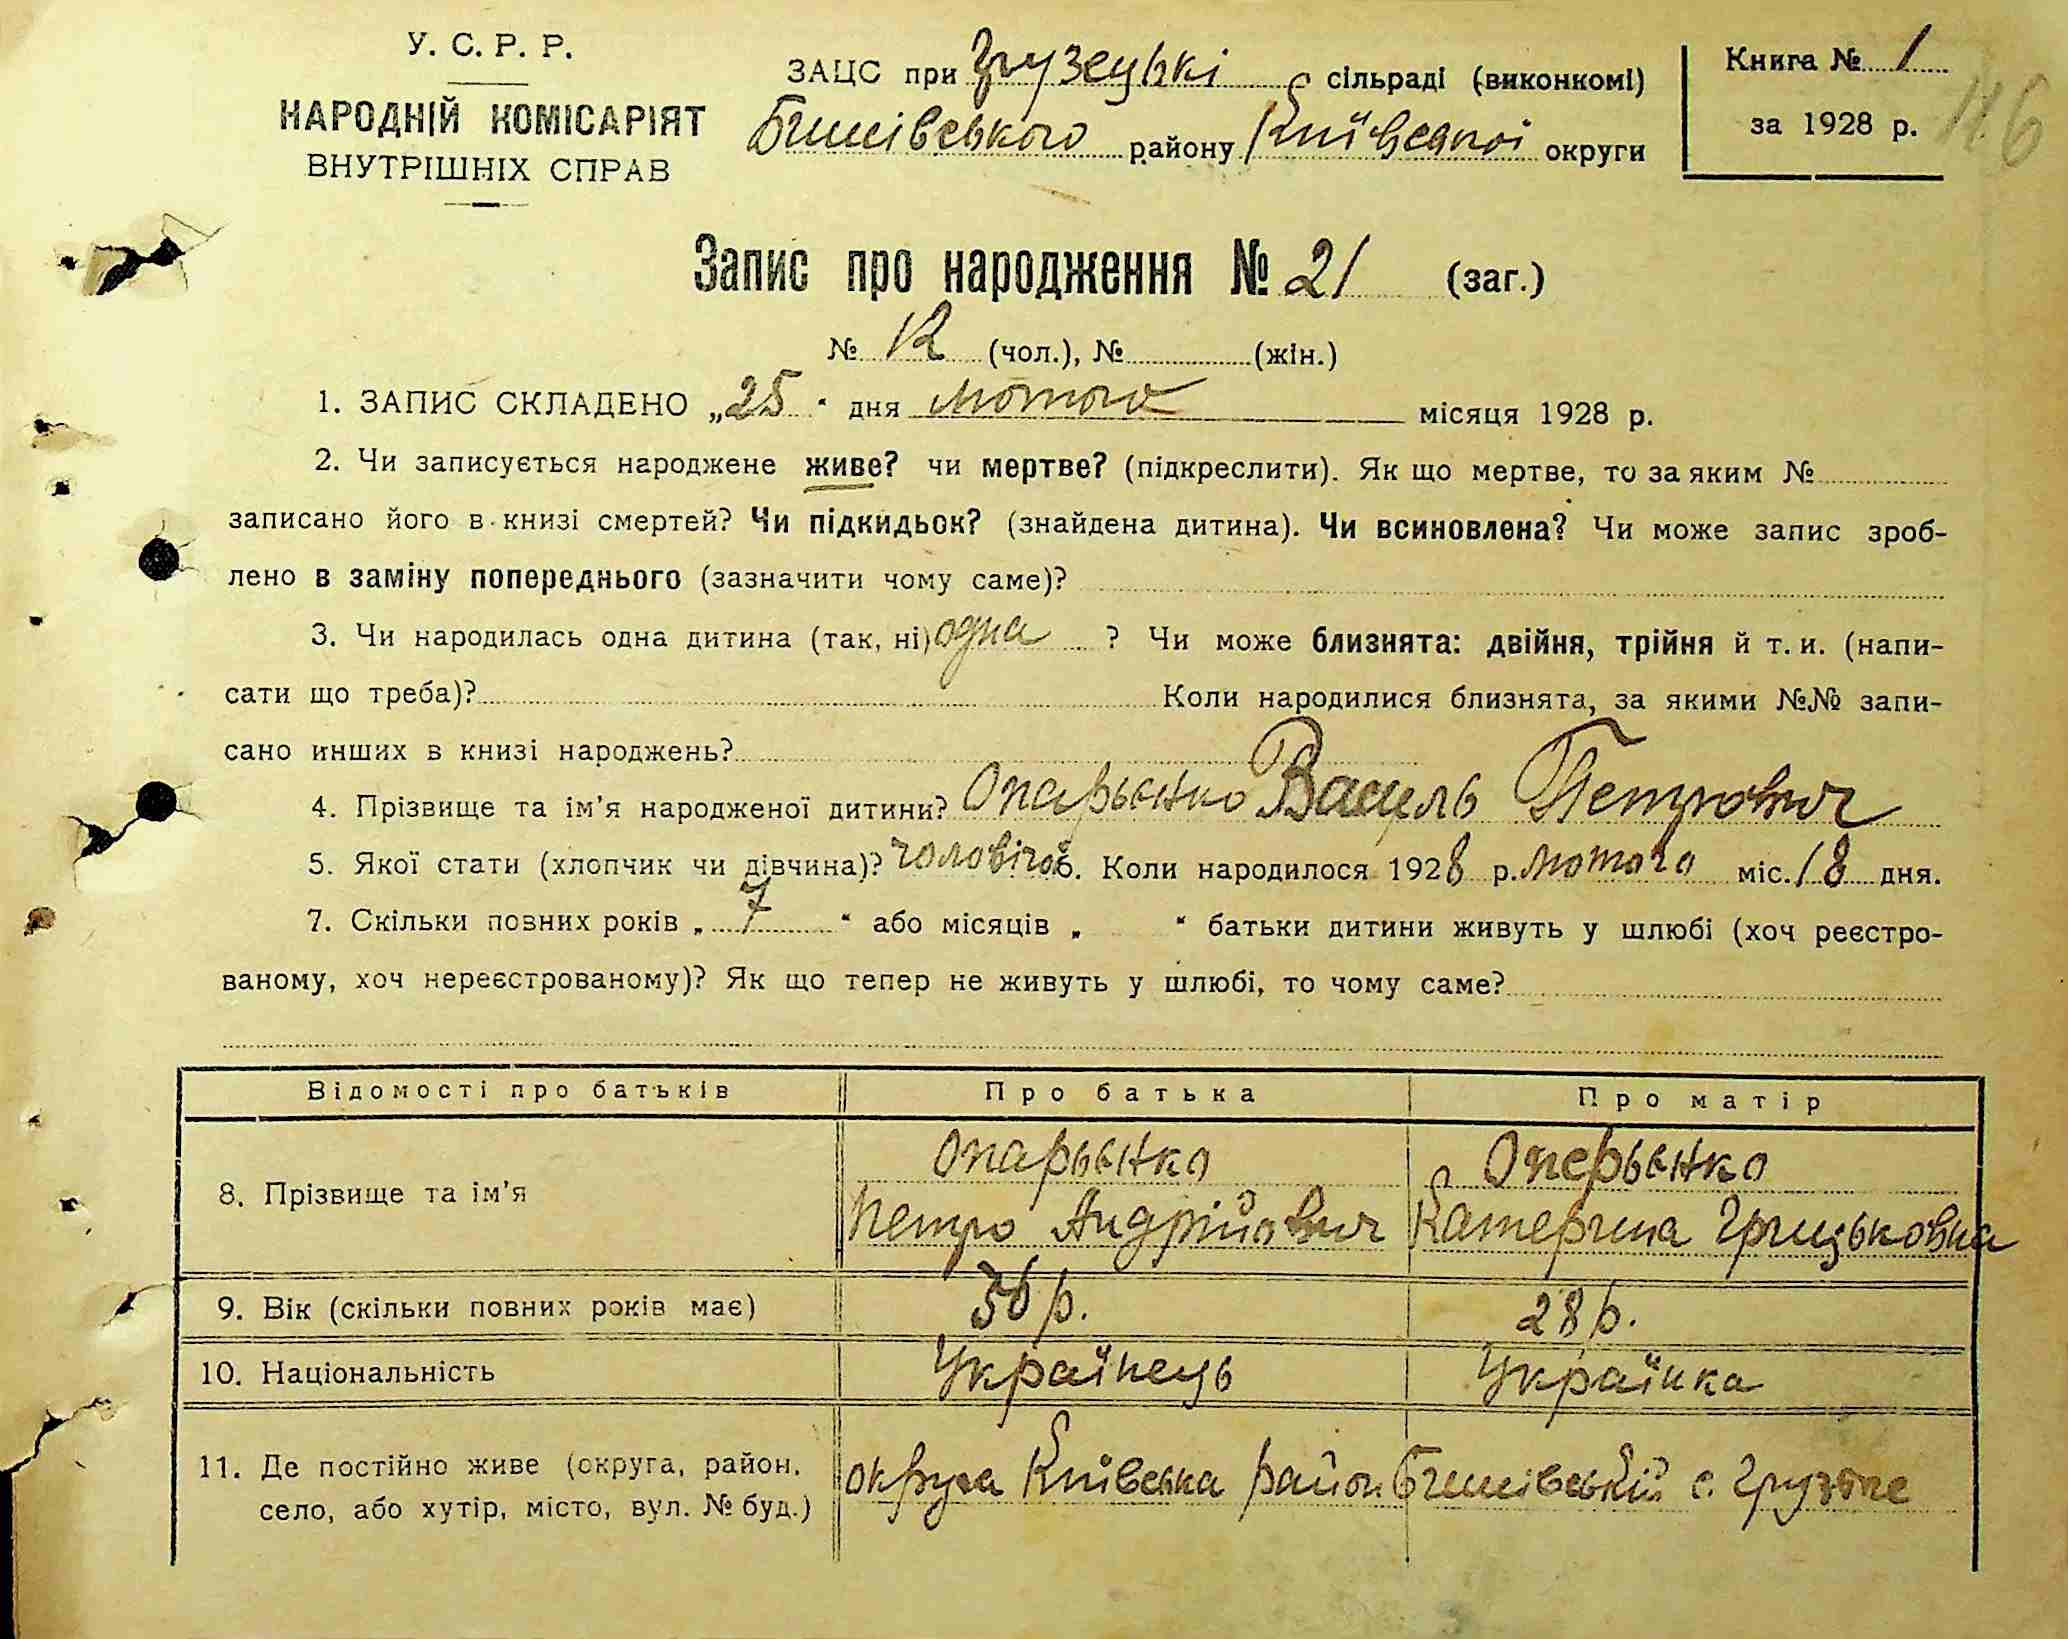 У. С. Р. Р.
НАРОДНІЙ КОМІСАРІЯТ
ВНУТРІШНІХ СПРАВ
ЗАЦС при Грузецькі сільраді (виконкомі)
Бишівського району Київської округи
Книга № 1
за 1928 р.
116
Запис про народження № 21 (заг.)
№ 12 (чол.), № (жін.)
1. ЗАПИС СКЛАДЕНО „25“ дня лютого місяця 1928 р.
2. Чи записується народжене живе? чи мертве? (підкреслити). Як що мертве, то за яким №
записано його в книзі смертей? Чи підкидьок? (знайдена дитина). Чи всиновлена? Чи може запис зроб-
лено в заміну попереднього (зазначити чому саме)?
3. Чи народилась одна дитина (так, ні) одна ? Чи може близнята: двійня, трійня й т. и. (напи-
сати що треба)? Коли народилися близнята, за якими №№ запи-
сано инших в книзі народжень?
4. Прізвище та ім’я народженої дитини? Опарьєнко Василь Петрович
5. Якої стати (хлопчик чи дівчина)? чоловічої 6. Коли народилося 1928 р. лютого міс. 18 дня.
7. Скільки повних років „ 7 “ або місяців „ “ батьки дитини живуть у шлюбі (хоч реєстро-
ваному, хоч нереєстрованому)? Як що тепер не живуть у шлюбі, то чому саме?
Відомості про батьків Про батька Про матір
8. Прізвище та ім’я
Опарьєнко
Петро Андрійович
Оперьєнко
Катерина Грицьковна
9. Вік (скільки повних років має) 36 р. 28 р.
10. Національність Українець Українка
11. Де постійно живе (округа, район,
село, або хутір, місто, вул. № буд.)
округа Київська район Бишівський с. Грузьке